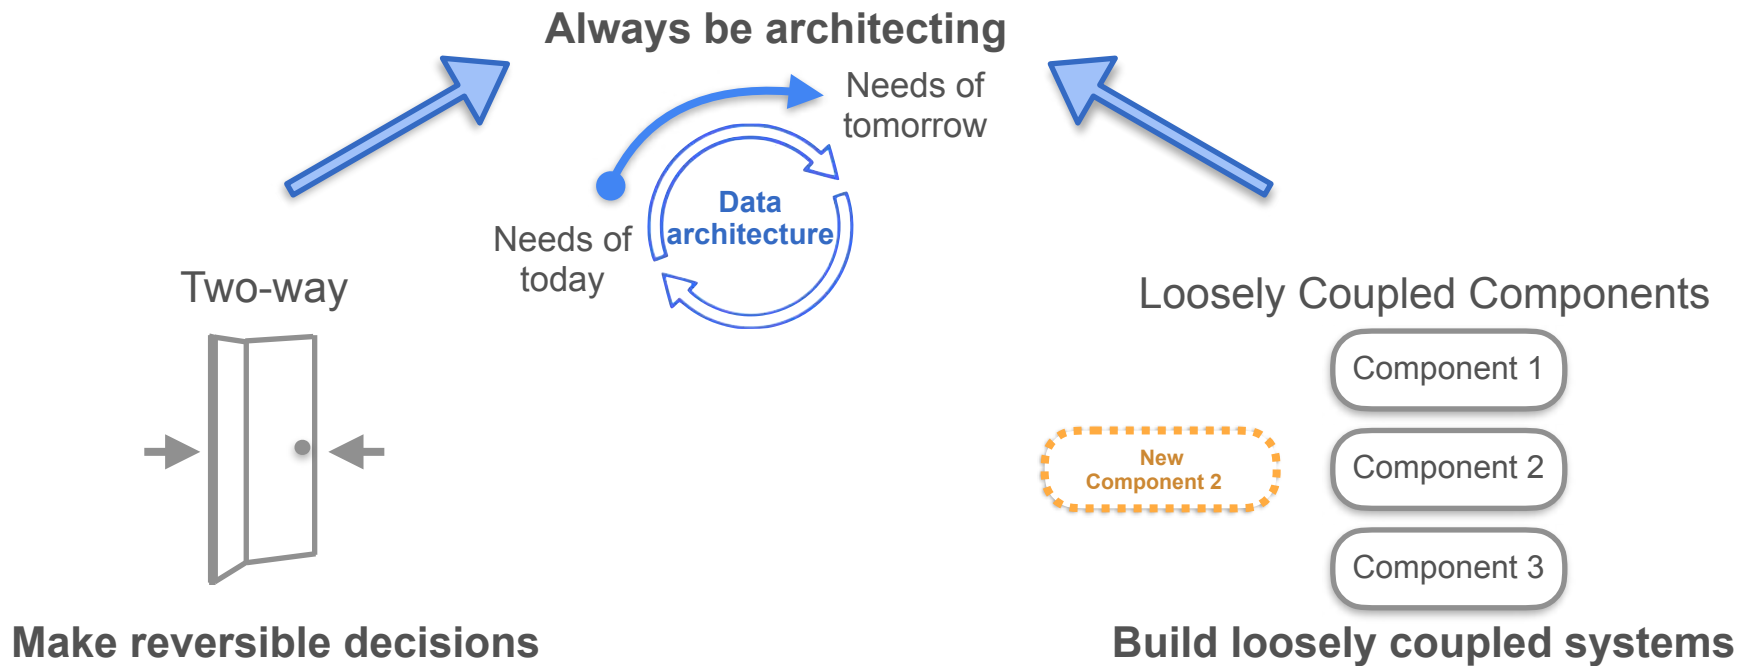 Always be architecting
Needs of
tomorrow
Data
architecture
Needs of
today
Two-way
Make reversible decisions
Loosely Coupled Components
Component 1
New
Component 2
Component 2
Component 3
Build loosely coupled systems